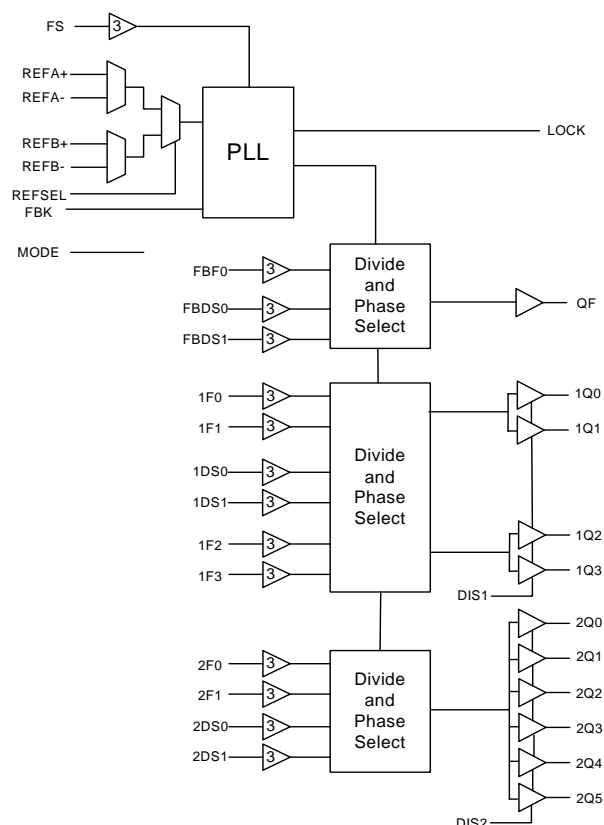 FS
3
REFA+
REFA-
REFB+
REFB-
REFSEL
FBK
MODE
PLL
LOCK
FBF0
3
FBDS0
3
FBDS1
3
Divide
and
Phase
Select
QF
1F0
3
1F1
3
1DS0
3
1DS1
3
1F2
3
1F3
3
Divide
and
Phase
Select
1Q0
1Q1
1Q2
1Q3
DIS1
2F0
3
2F1
3
2DS0
3
2DS1
3
Divide
and
Phase
Select
2Q0
2Q1
2Q2
2Q3
2Q4
2Q5
DIS2